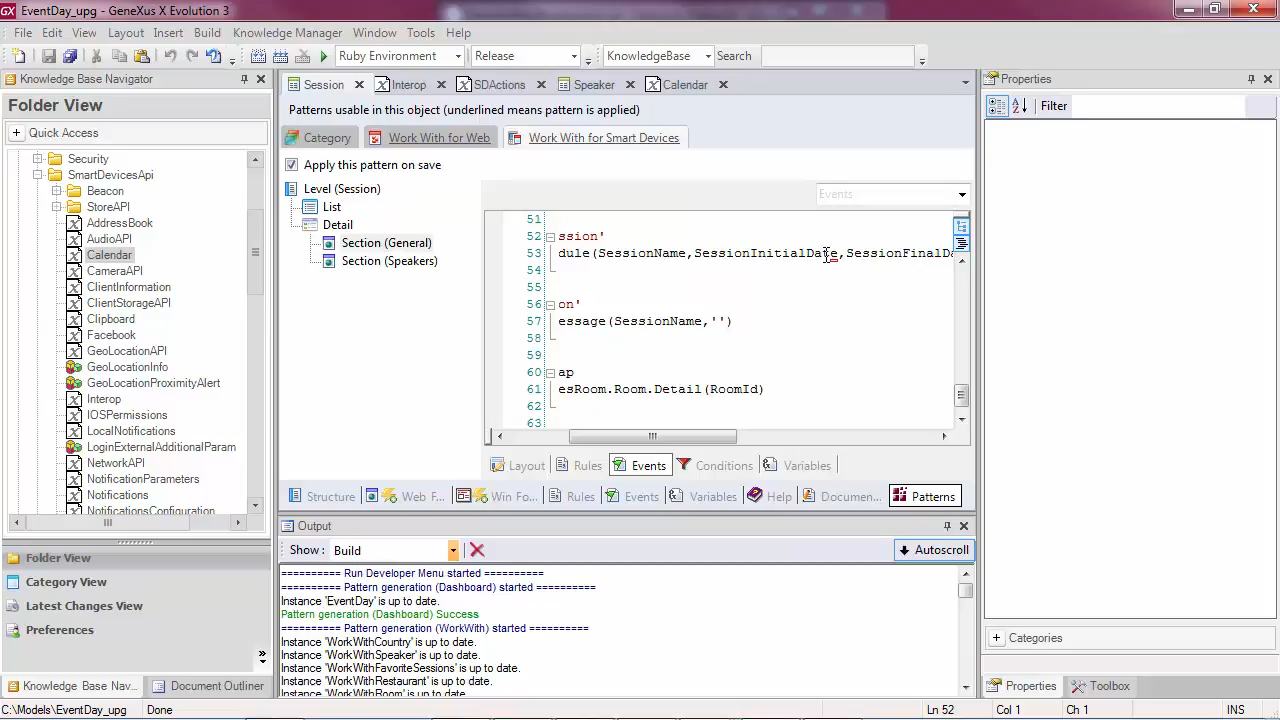 GX EventDay_upg - GeneXus X Evolution 3
File Edit View Layout Insert Build Knowledge Manager Window Tools Help
Ruby Environment Release KnowledgeBase Search
Knowledge Base Navigator
Folder View
Quick Access
Security
SmartDevicesApi
Beacon
StoreAPI
AddressBook
AudioAPI
Calendar
CameraAPI
ClientInformation
ClientStorageAPI
Clipboard
Facebook
GeoLocationAPI
GeoLocationInfo
GeoLocationProximityAlert
Interop
IOSPermissions
LocalNotifications
LoginExternalAdditionalParam
NetworkAPI
NotificationParameters
Notifications
NotificationsConfiguration
Folder View
Category View
Latest Changes View
Preferences
Knowledge Base Nav... Document Outliner
Session Interop SDActions Speaker Calendar
Patterns usable in this object (underlined means pattern is applied)
Category Work With for Web Work With for Smart Devices
Apply this pattern on save
Level (Session)
List
Detail
Section (General)
Section (Speakers)
Events
51
52 ssion'
53 dule(SessionName,SessionInitialDate,SessionFinalDa
54
55
56 on'
57 essage(SessionName,'')
58
59
60 ap
61 esRoom.Room.Detail(RoomId)
62
63
Layout Rules Events Conditions Variables
Structure Web F... Win Fo... Rules Events Variables Help Documen... Patterns
Output
Show: Build Autoscroll
========== Run Developer Menu started ==========
========== Pattern generation (Dashboard) started ==========
Instance 'EventDay' is up to date.
Pattern generation (Dashboard) Success
========== Pattern generation (WorkWith) started ==========
Instance 'WorkWithCountry' is up to date.
Instance 'WorkWithSpeaker' is up to date.
Instance 'WorkWithFavoriteSessions' is up to date.
Instance 'WorkWithRestaurant' is up to date.
Instance 'WorkWithRoom' is up to date.
Properties
Filter
Categories
Properties Toolbox
C:\Models\EventDay_upg Done Ln 52 Col 1 Ch 1 INS